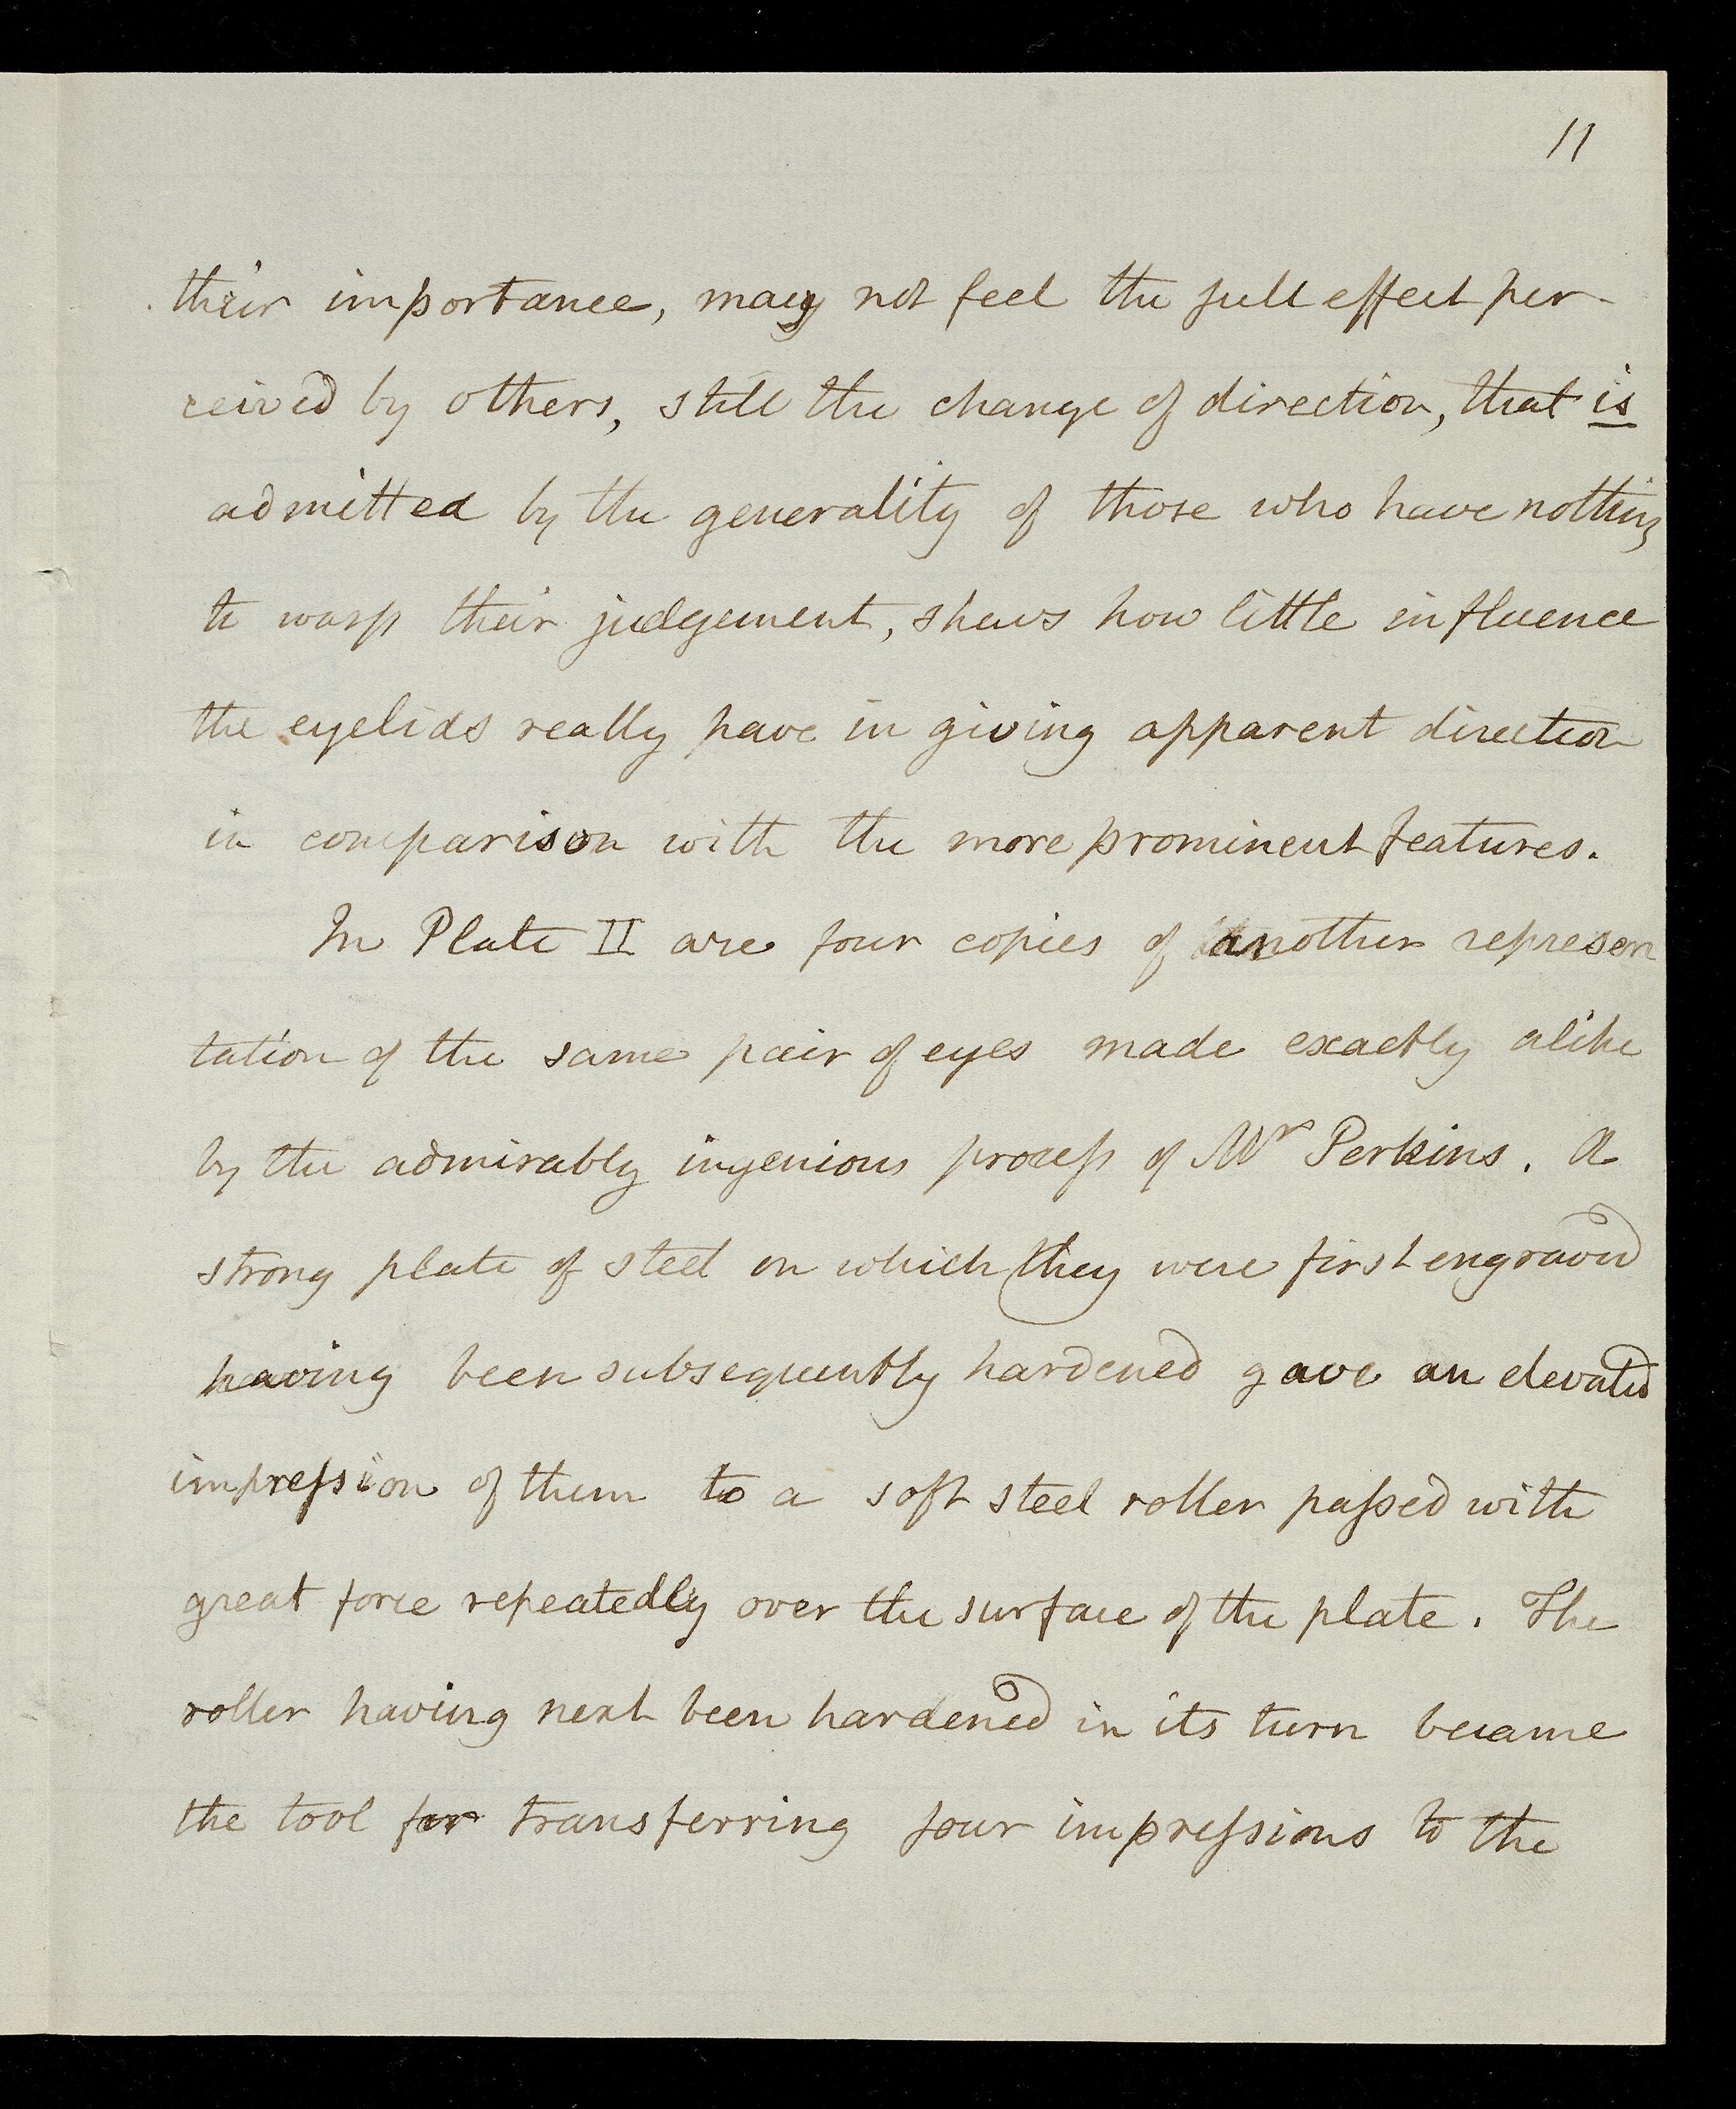 11
their importance, may not feel the full effect per-
ceived by others, still the change of direction, that is
admitted by the generality of those who have nothing
to warp their judgement, shews how little influence
the eyelids really have in giving apparent direction
in comparison with the more prominent features.
In Plate II are four copies of another represen
tation of the same pair of eyes made exactly alike
by the admirably ingenious process of Mr Perkins. A
strong plate of steel on which they were first engraved
having been subsequently hardened gave an elevated
impression of them to a soft steel roller passed with
great force repeatedly over the surface of the plate. The
roller having next been hardened in its turn became
the tool for transferring four impressions to the